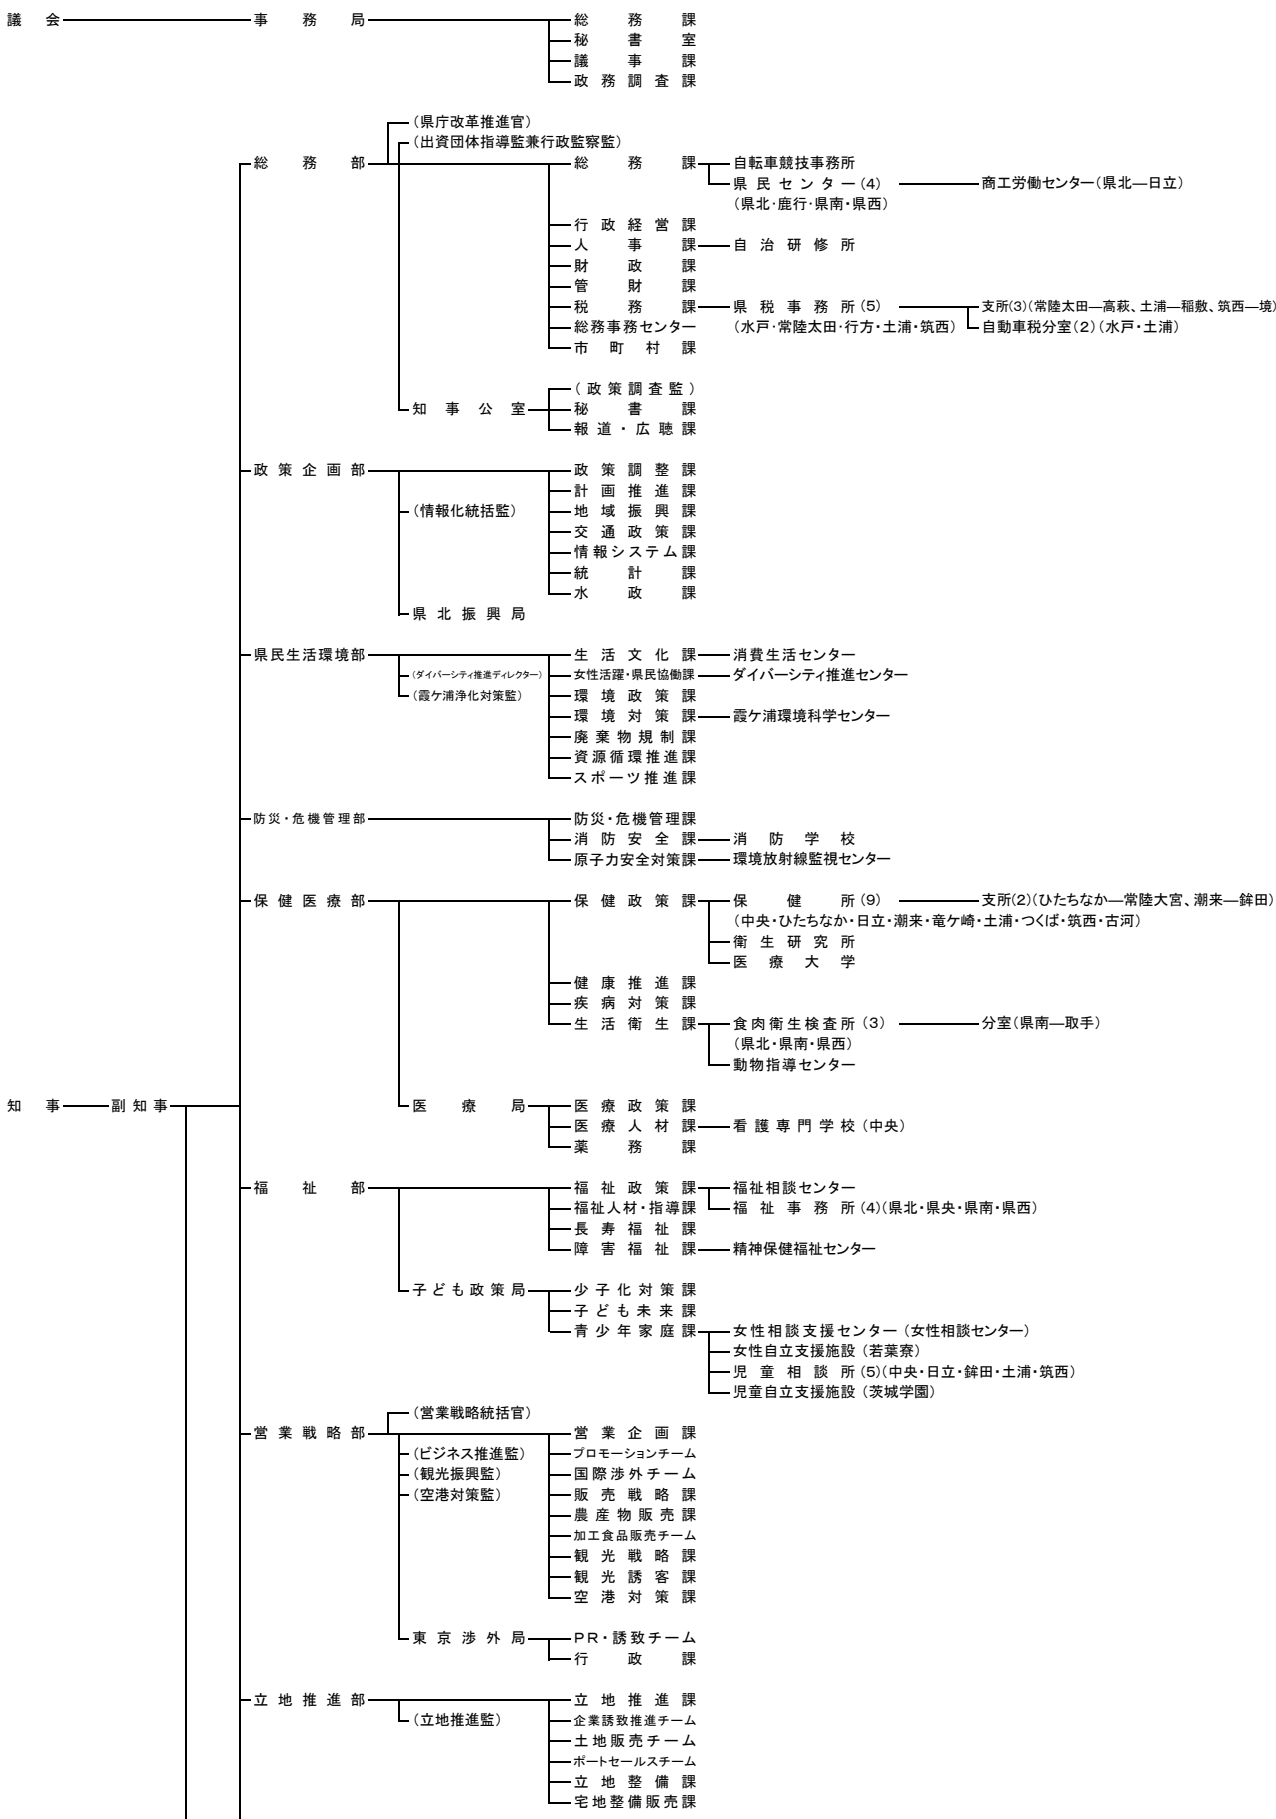 議会 事務局 総務課
秘書室
議事課
政務調査課
(県庁改革推進官)
(出資団体指導監兼行政監察監)
総務部 総務課 自転車競技事務所
県民センター(4) 商工労働センター(県北―日立)
(県北・鹿行・県南・県西)
行政経営課
人事課 自治研修所
財政課
管財課
税務課 県税事務所(5) 支所(3)(常陸太田―高萩、土浦―稲敷、筑西―境)
総務事務センター (水戸・常陸太田・行方・土浦・筑西) 自動車税分室(2)(水戸・土浦)
市町村課
(政策調査監)
知事公室 秘書課
報道・広聴課
政策企画部 政策調整課
計画推進課
(情報化統括監) 地域振興課
交通政策課
情報システム課
統計課
水政課
県北振興局
県民生活環境部 生活文化課 消費生活センター
(ダイバーシティ推進ディレクター) 女性活躍・県民協働課 ダイバーシティ推進センター
(霞ケ浦浄化対策監) 環境政策課
環境対策課 霞ケ浦環境科学センター
廃棄物規制課
資源循環推進課
スポーツ推進課
防災・危機管理部 防災・危機管理課
消防安全課 消防学校
原子力安全対策課 環境放射線監視センター
保健医療部 保健政策課 保健所(9) 支所(2)(ひたちなか―常陸大宮、潮来―鉾田)
(中央・ひたちなか・日立・潮来・竜ケ崎・土浦・つくば・筑西・古河)
衛生研究所
医療大学
健康推進課
疾病対策課
生活衛生課 食肉衛生検査所(3) 分室(県南―取手)
(県北・県南・県西)
動物指導センター
知事 副知事 医療局 医療政策課
医療人材課 看護専門学校(中央)
薬務課
福祉部 福祉政策課 福祉相談センター
福祉人材・指導課 福祉事務所(4)(県北・県央・県南・県西)
長寿福祉課
障害福祉課 精神保健福祉センター
子ども政策局 少子化対策課
子ども未来課
青少年家庭課 女性相談支援センター(女性相談センター)
女性自立支援施設(若葉寮)
児童相談所(5)(中央・日立・鉾田・土浦・筑西)
児童自立支援施設(茨城学園)
(営業戦略統括官)
営業戦略部 営業企画課
(ビジネス推進監) プロモーションチーム
(観光振興監) 国際渉外チーム
(空港対策監) 販売戦略課
農産物販売課
加工食品販売チーム
観光戦略課
観光誘客課
空港対策課
東京渉外局 PR・誘致チーム
行政課
立地推進部 立地推進課
(立地推進監) 企業誘致推進チーム
土地販売チーム
ポートセールスチーム
立地整備課
宅地整備販売課